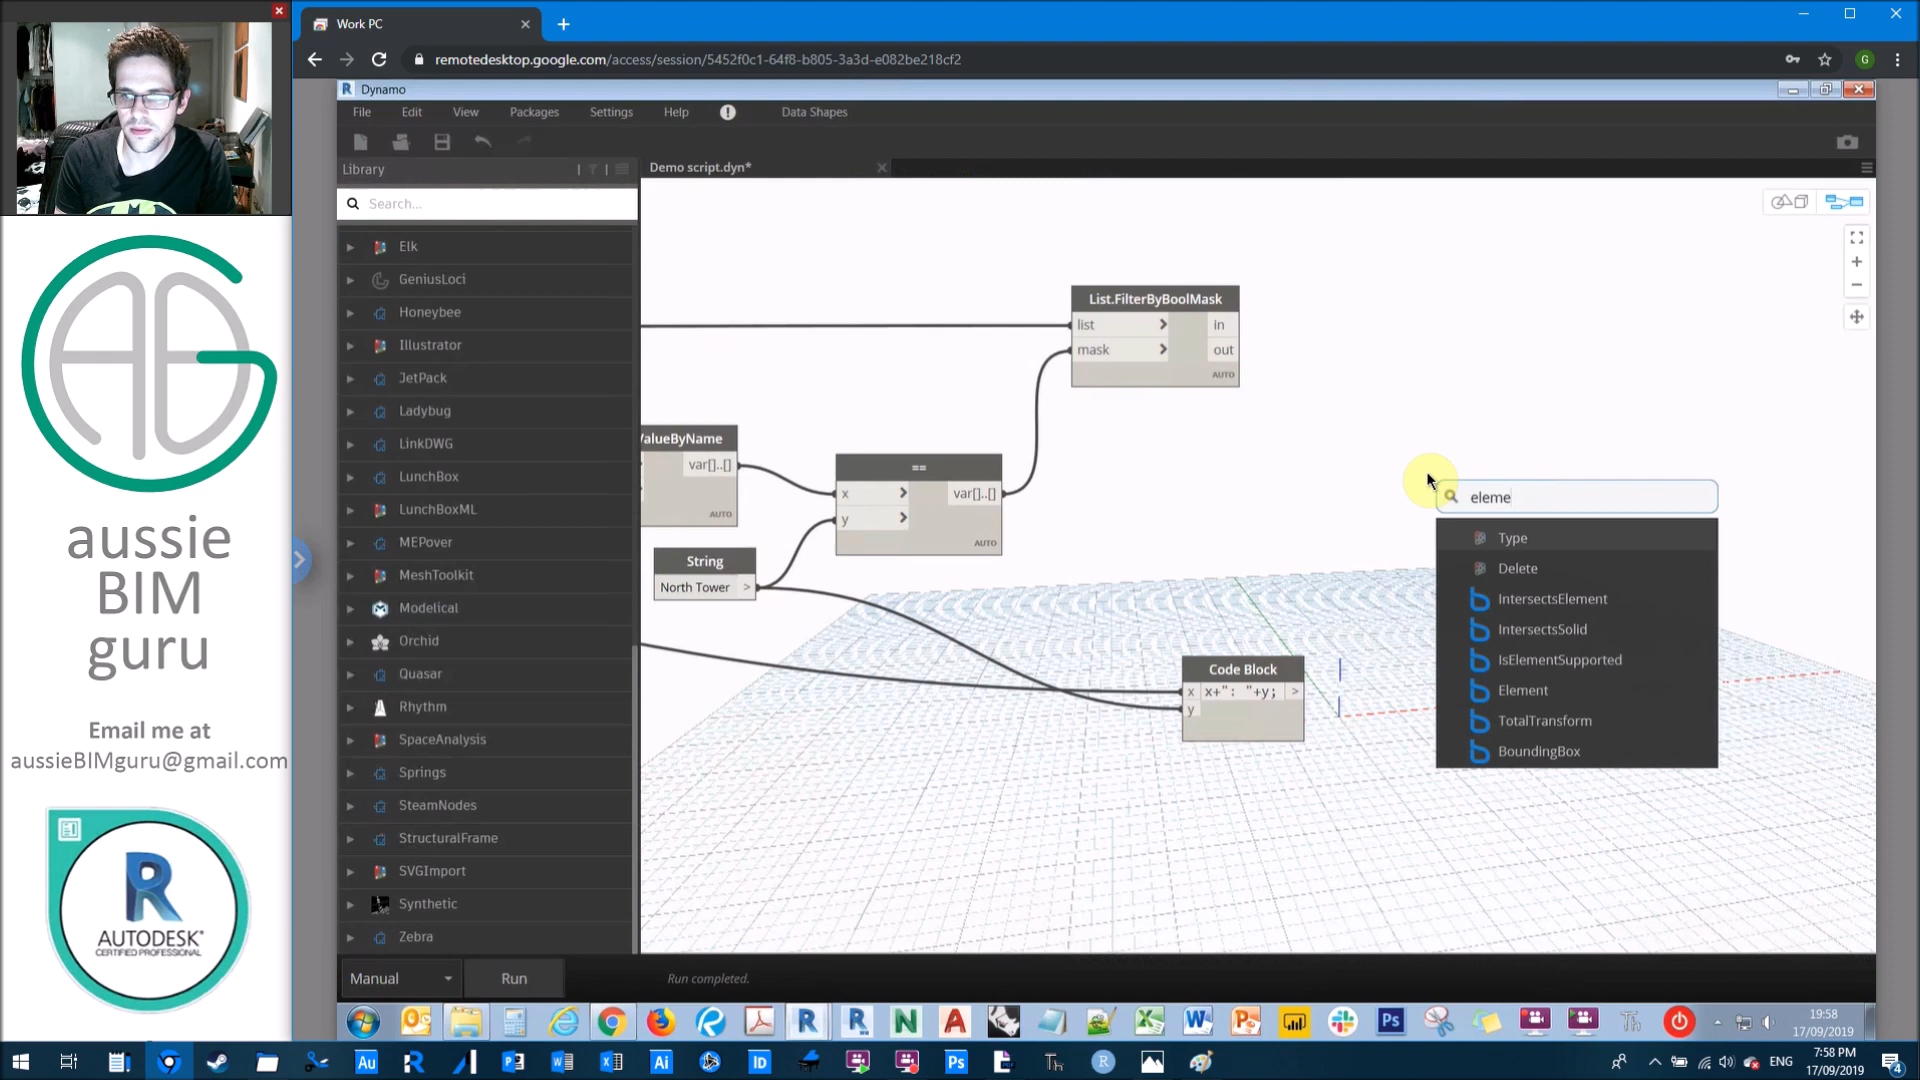 Work PC
remotedesktop.google.com/access/session/5452f0c1-64f8-b805-3a3d-e082be218cf2
G
R Dynamo
File Edit View Packages Settings Help Data Shapes
Library
Demo script.dyn*
Search...
Elk
GeniusLoci
Honeybee
Illustrator
JetPack
Ladybug
LinkDWG
LunchBox
LunchBoxML
MEPover
MeshToolkit
Modelical
Orchid
Quasar
Rhythm
SpaceAnalysis
Springs
SteamNodes
StructuralFrame
SVGImport
Synthetic
Zebra
List.FilterByBoolMask
list > in
mask > out
AUTO
ValueByName
var[]..[]
AUTO
==
x > var[]..[]
y >
AUTO
String
North Tower >
Code Block
x x+": "+y; >
y
eleme
Type
Delete
IntersectsElement
IntersectsSolid
IsElementSupported
Element
TotalTransform
BoundingBox
Manual
Run
Run completed.
aussie
BIM
guru
Email me at
aussieBIMguru@gmail.com
R
AUTODESK®
CERTIFIED PROFESSIONAL
19:58
17/09/2019
ENG
7:58 PM
17/09/2019
4